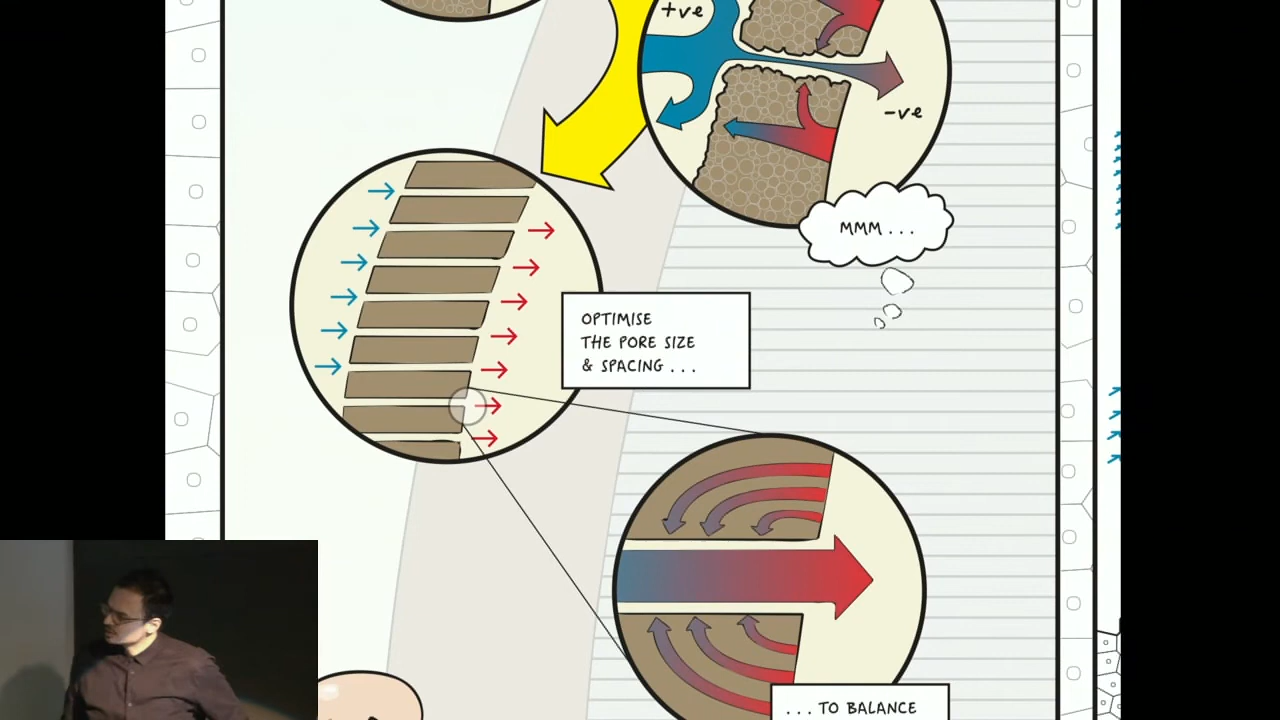 +ve
-ve
MMM...
OPTIMISE
THE PORE SIZE
& SPACING...
...TO BALANCE